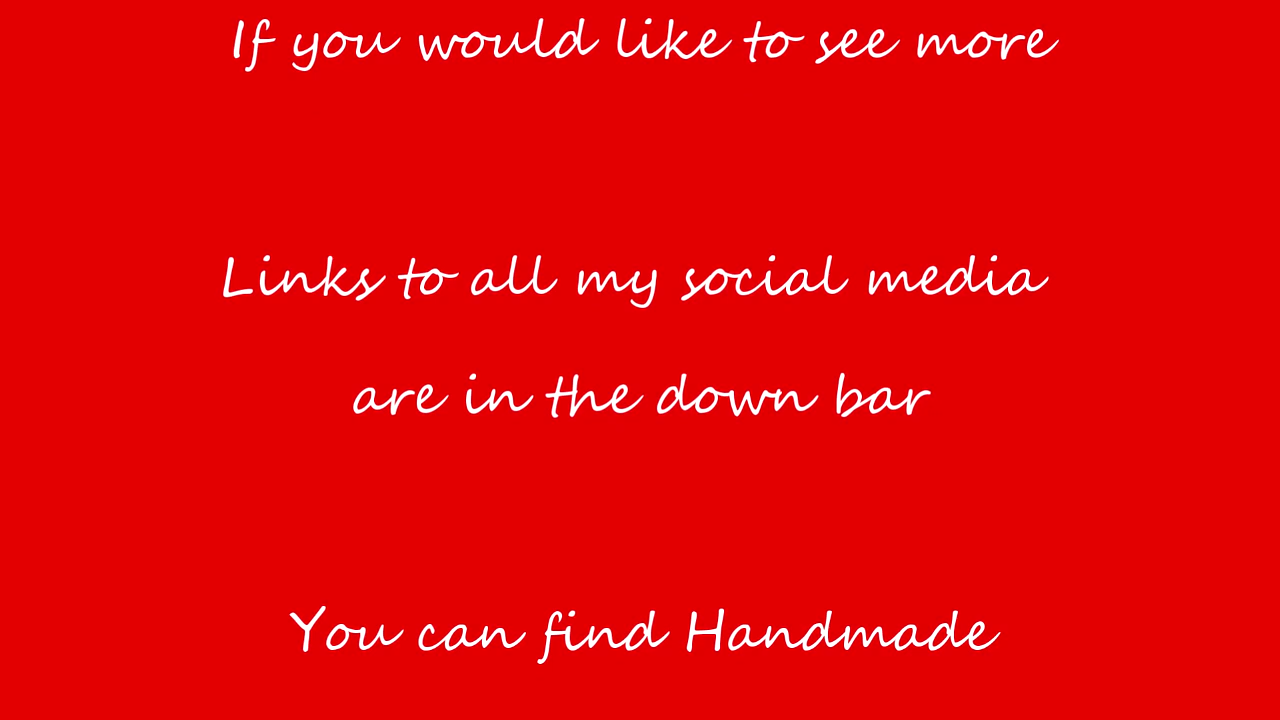 If you would like to see more
Links to all my social media
are in the down bar
You can find Handmade